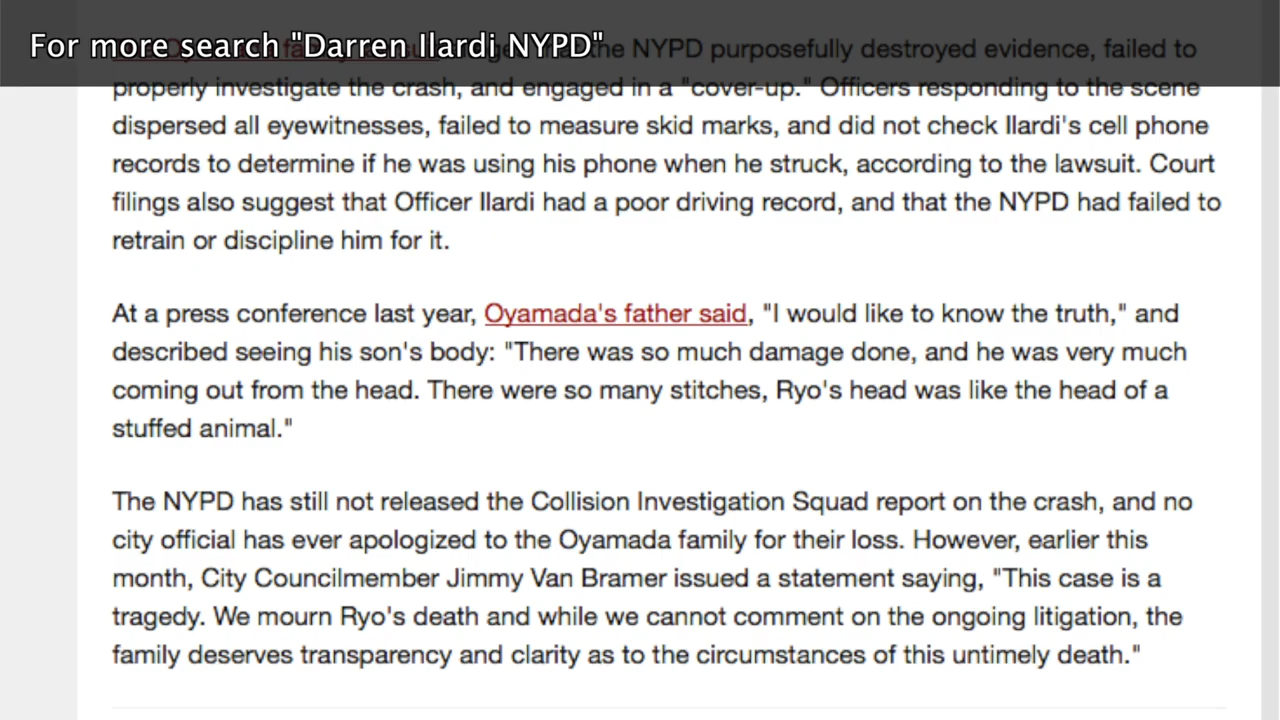 For more search "Darren Ilardi NYPD"
the NYPD purposefully destroyed evidence, failed to
properly investigate the crash, and engaged in a "cover-up." Officers responding to the scene
dispersed all eyewitnesses, failed to measure skid marks, and did not check Ilardi's cell phone
records to determine if he was using his phone when he struck, according to the lawsuit. Court
filings also suggest that Officer Ilardi had a poor driving record, and that the NYPD had failed to
retrain or discipline him for it.
At a press conference last year, Oyamada's father said, "I would like to know the truth," and
described seeing his son's body: "There was so much damage done, and he was very much
coming out from the head. There were so many stitches, Ryo's head was like the head of a
stuffed animal."
The NYPD has still not released the Collision Investigation Squad report on the crash, and no
city official has ever apologized to the Oyamada family for their loss. However, earlier this
month, City Councilmember Jimmy Van Bramer issued a statement saying, "This case is a
tragedy. We mourn Ryo's death and while we cannot comment on the ongoing litigation, the
family deserves transparency and clarity as to the circumstances of this untimely death."